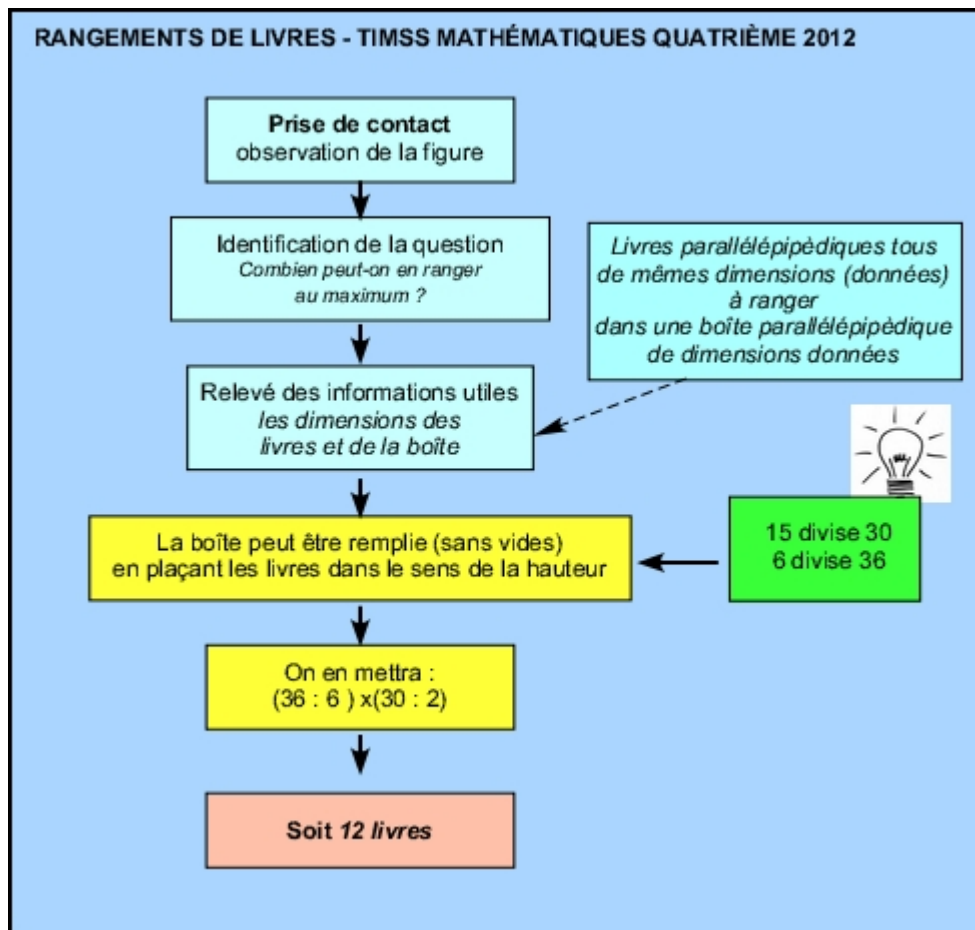 RANGEMENTS DE LIVRES - TIMSS MATHÉMATIQUES QUATRIÈME 2012
Prise de contact
observation de la figure
Identification de la question
Combien peut-on en ranger
au maximum ?
Livres parallélépipèdiques tous
de mêmes dimensions (données)
à ranger
dans une boîte parallélépipèdique
de dimensions données
Relevé des informations utiles
les dimensions des
livres et de la boîte
La boîte peut être remplie (sans vides)
en plaçant les livres dans le sens de la hauteur
15 divise 30
6 divise 36
On en mettra :
(36 : 6 ) x(30 : 2)
Soit 12 livres